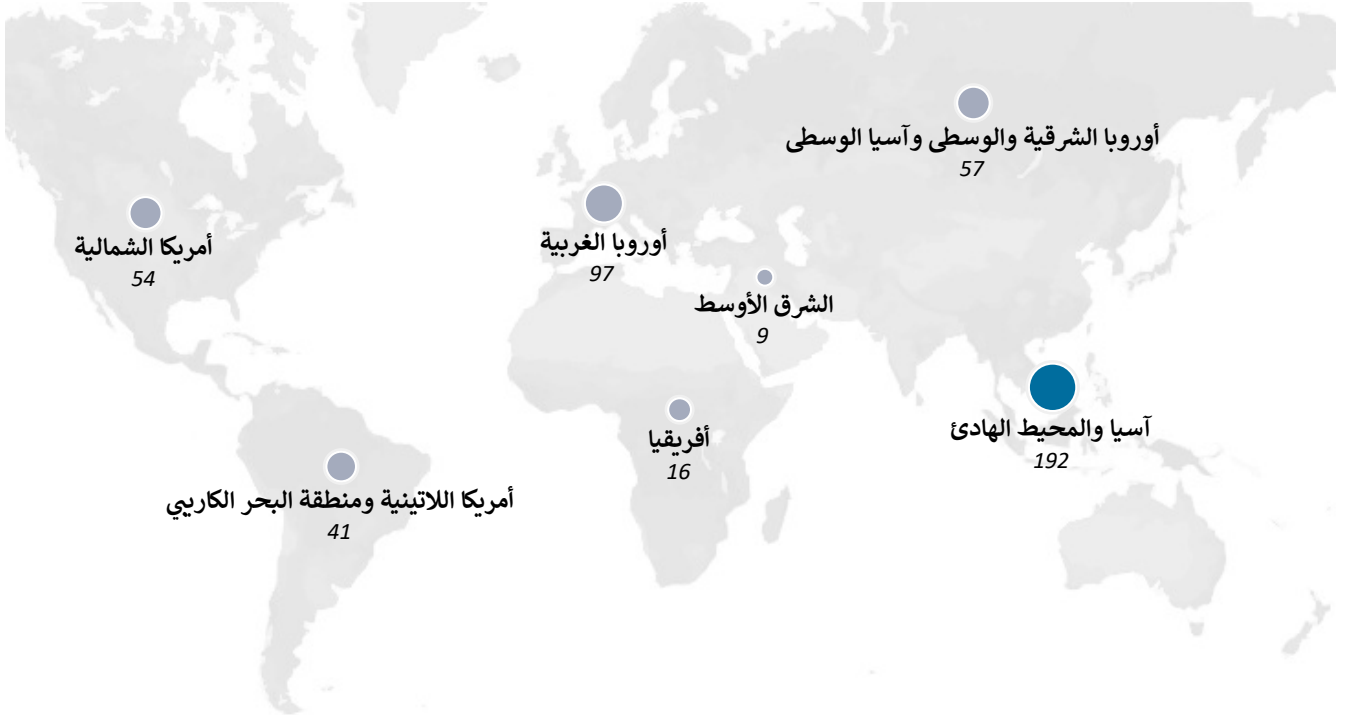 أوروبا الشرقية والوسطى وآسيا الوسطى
57
أمريكا الشمالية
54
أوروبا الغربية
97
الشرق الأوسط
9
آسيا والمحيط الهادئ
192
أفريقيا
16
أمريكا اللاتينية ومنطقة البحر الكاريبي
41